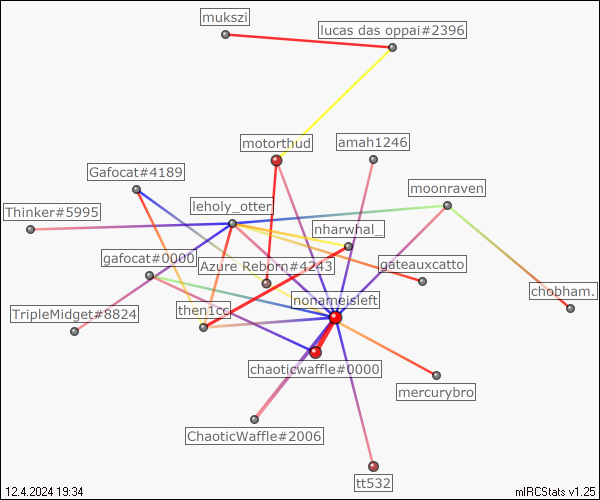 mukszi
lucas das oppai#2396
motorthud
amah1246
Gafocat#4189
moonraven
leholy_otter
Thinker#5995
nharwhal_
gafocat#0000
Azure Reborn#4243
gateauxcatto
nonameisleft
chobham.
TripleMidget#8824
then1cc
chaoticwaffle#0000
mercurybro
ChaoticWaffle#2006
tt532
12.4.2024 19:34
mIRCStats v1.25